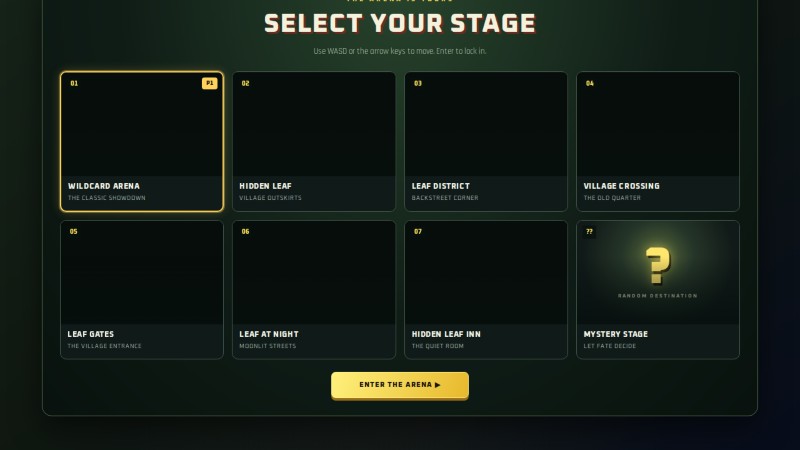 SELECT YOUR STAGE
Use WASD or the arrow keys to move. Enter to lock in.
01
P1
02
03
04
WILDCARD ARENA
THE CLASSIC SHOWDOWN
HIDDEN LEAF
VILLAGE OUTSKIRTS
LEAF DISTRICT
BACKSTREET CORNER
VILLAGE CROSSING
THE OLD QUARTER
05
06
07
??
?
RANDOM DESTINATION
LEAF GATES
THE VILLAGE ENTRANCE
LEAF AT NIGHT
MOONLIT STREETS
HIDDEN LEAF INN
THE QUIET ROOM
MYSTERY STAGE
LET FATE DECIDE
ENTER THE ARENA ▶